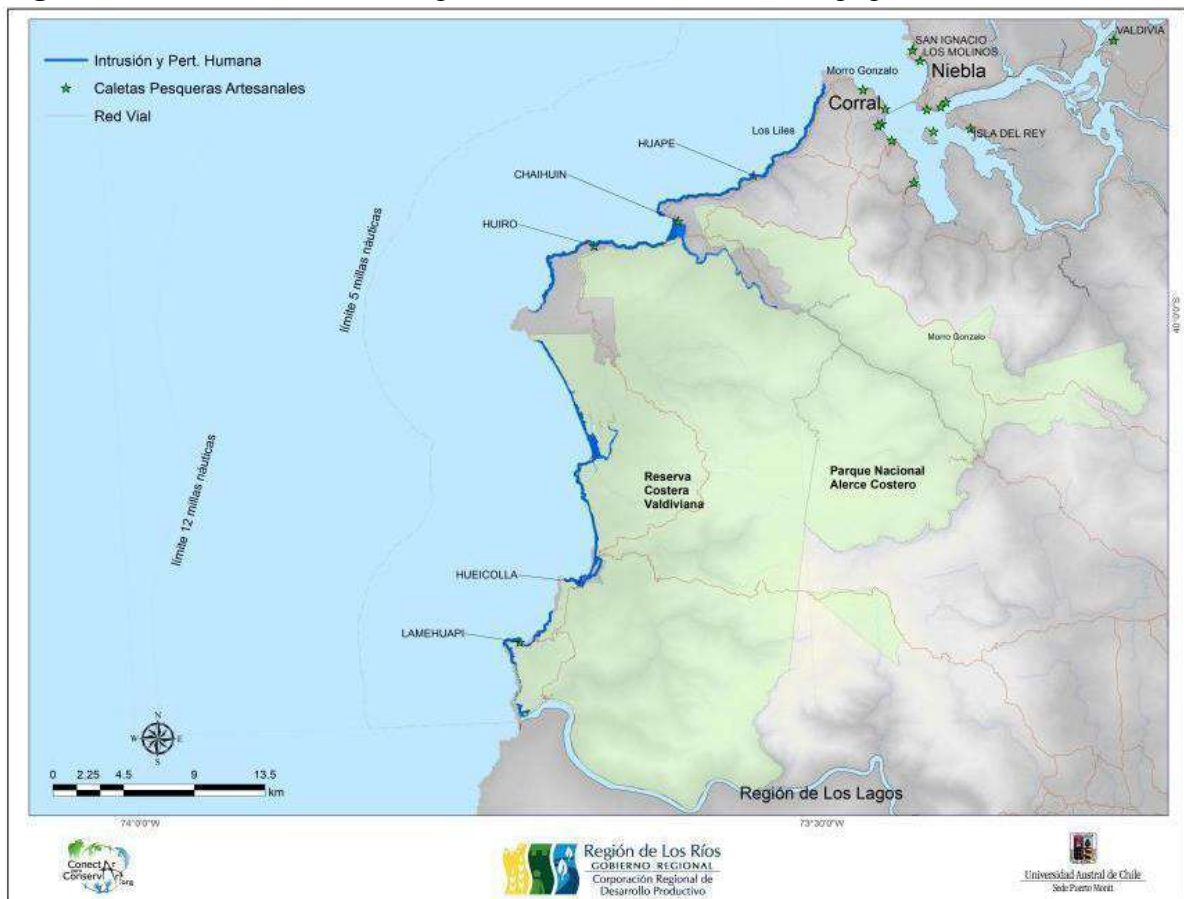 Intrusión y Pert. Humana
Caletas Pesqueras Artesanales
Red Vial
VALDIVIA
SAN IGNACIO
LOS MOLINOS
Niebla
Morro Gonzalo
Corral
ISLA DEL REY
Los Liles
HUAPE
CHAIHUIN
HUIRO
límite 5 millas náuticas
límite 12 millas náuticas
40°0'0"S
Morro Gonzalo
Reserva
Costera
Valdiviana
Parque Nacional
Alerce Costero
HUEICOLLA
LAMEHUAPI
N
W
E
S
0 2.25 4.5 9 13.5
km
Región de Los Lagos
74°0'0"W
73°30'0"W
Conectar
para
Conservar.org
Región de Los Ríos
GOBIERNO REGIONAL
Corporación Regional de
Desarrollo Productivo
Universidad Austral de Chile
Sede Puerto Montt